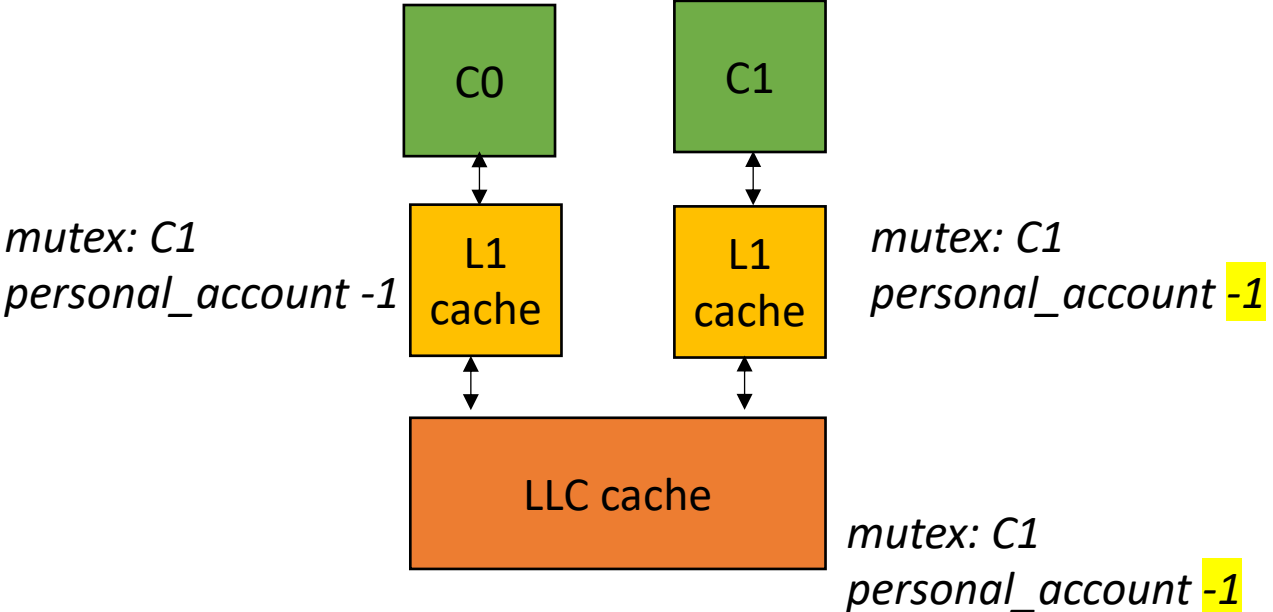 C0
C1
mutex: C1
personal_account -1
L1
cache
L1
cache
mutex: C1
personal_account -1
LLC cache
mutex: C1
personal_account -1